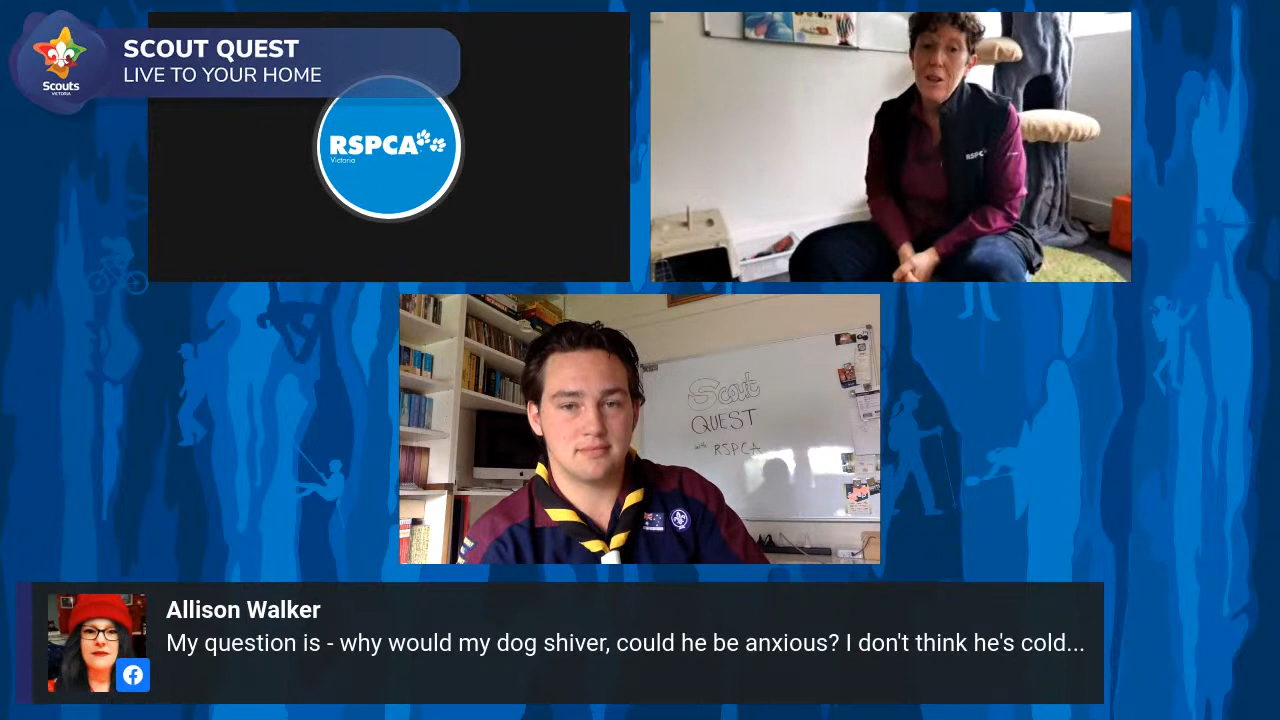 SCOUT QUEST
LIVE TO YOUR HOME
Scouts
VICTORIA
RSPCA
Victoria
RSPC
Scout
QUEST
with RSPCA
Allison Walker
My question is - why would my dog shiver, could he be anxious? I don't think he's cold...